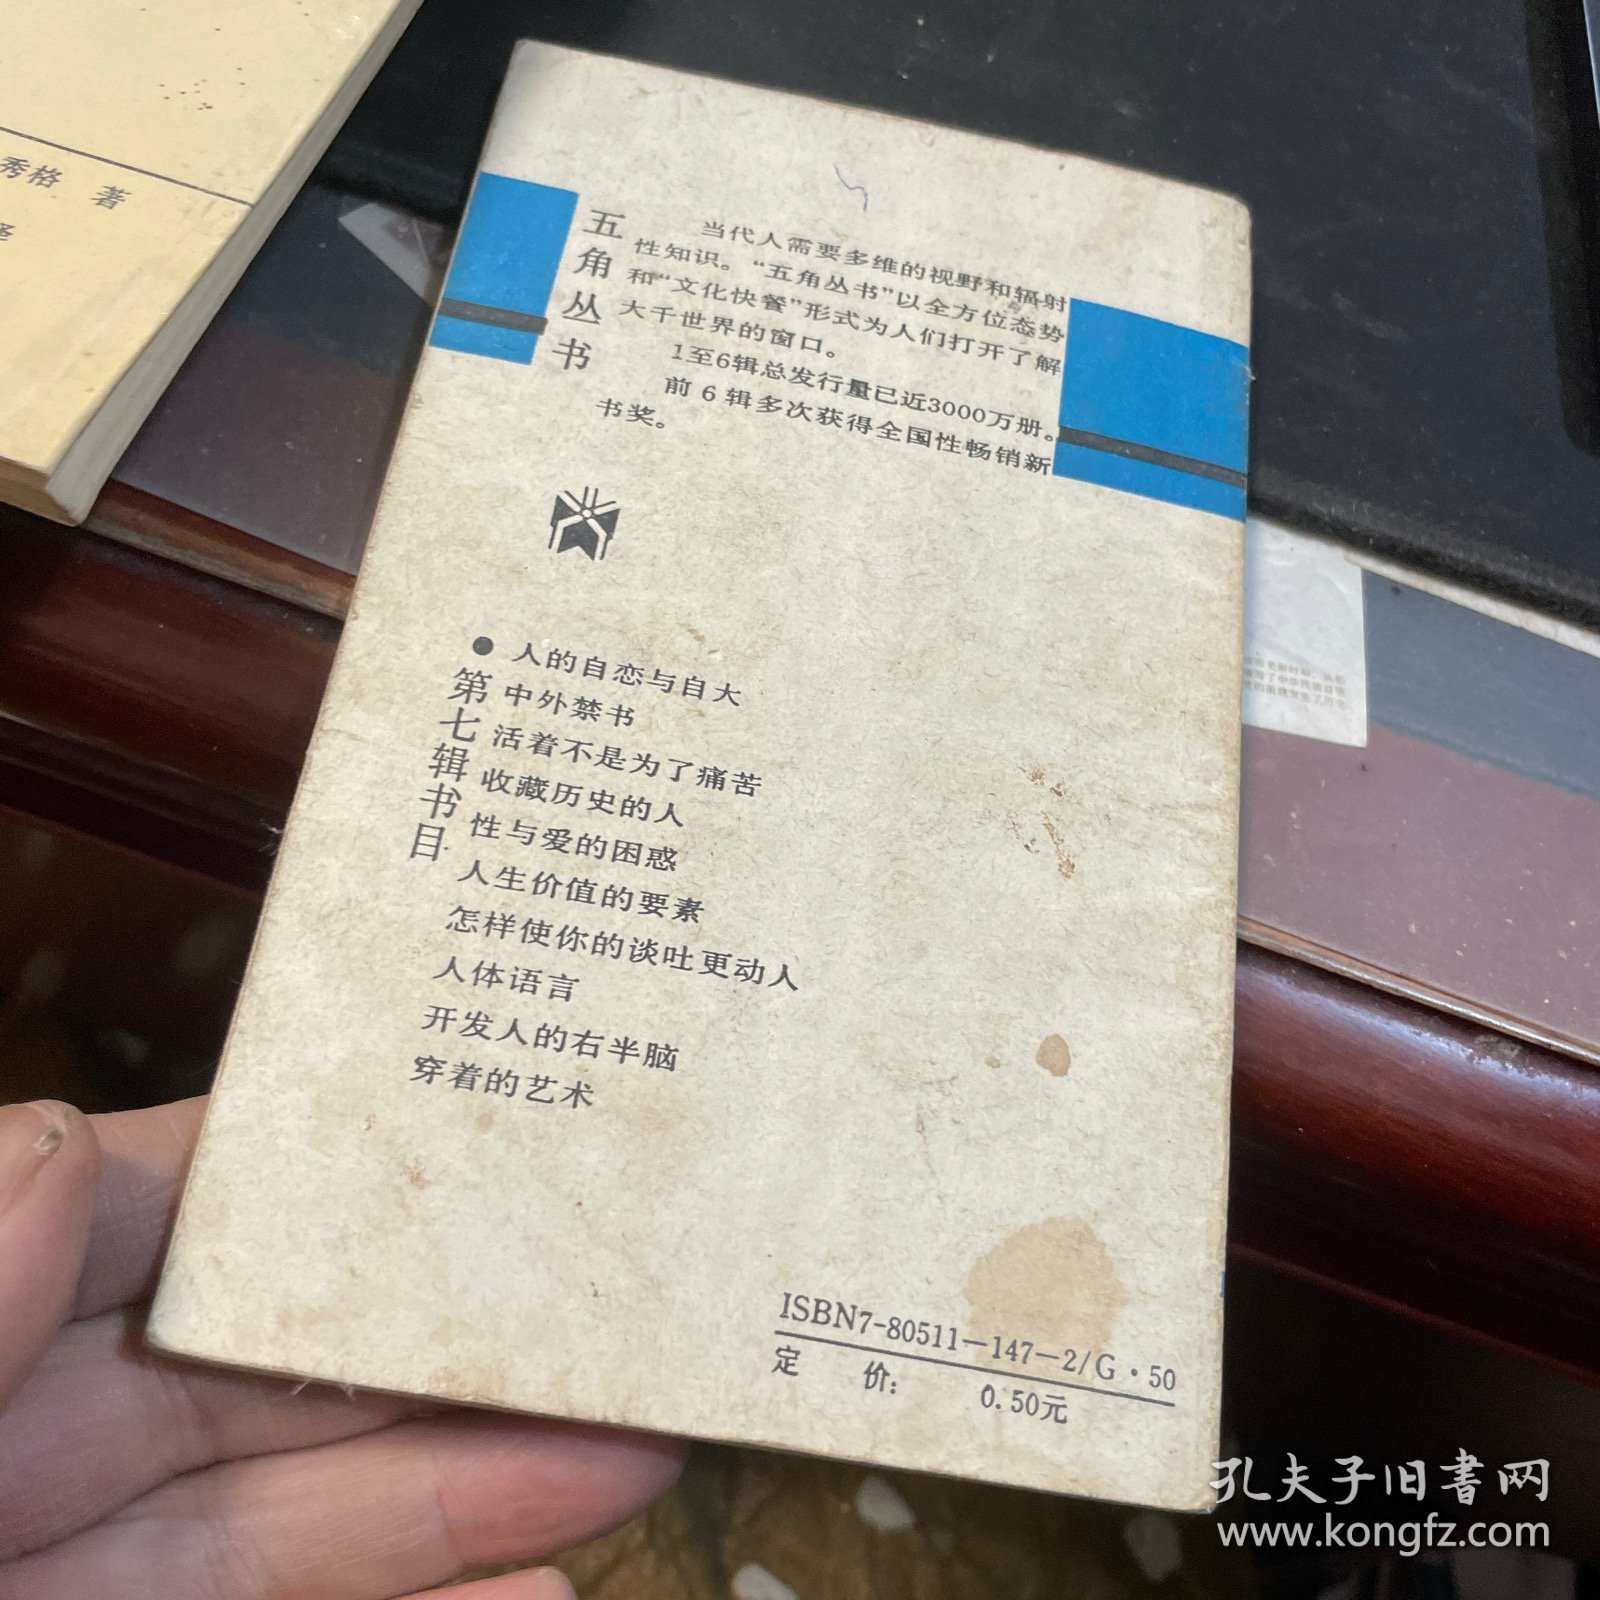 秀格 著
译
五角丛书
当代人需要多维的视野和辐射
性知识。“五角丛书”以全方位态势
和“文化快餐”形式为人们打开了解
大千世界的窗口。
1至6辑总发行量已近3000万册。
前6辑多次获得全国性畅销新
书奖。
第七辑书目
●人的自恋与自大
中外禁书
活着不是为了痛苦
收藏历史的人
性与爱的困惑
人生价值的要素
怎样使你的谈吐更动人
人体语言
开发人的右半脑
穿着的艺术
ISBN7-80511-147-2/G·50
定 价: 0.50元
孔夫子旧書网
www.kongfz.com